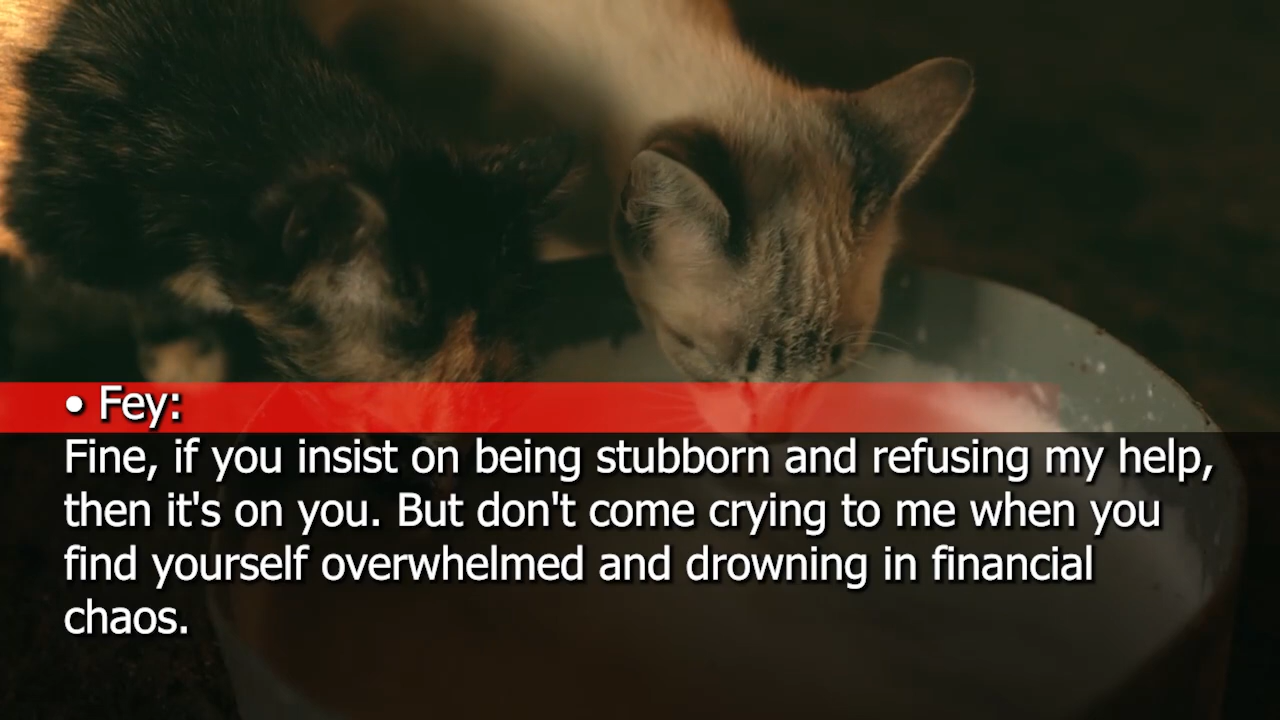 • Fey:
Fine, if you insist on being stubborn and refusing my help,
then it's on you. But don't come crying to me when you
find yourself overwhelmed and drowning in financial
chaos.